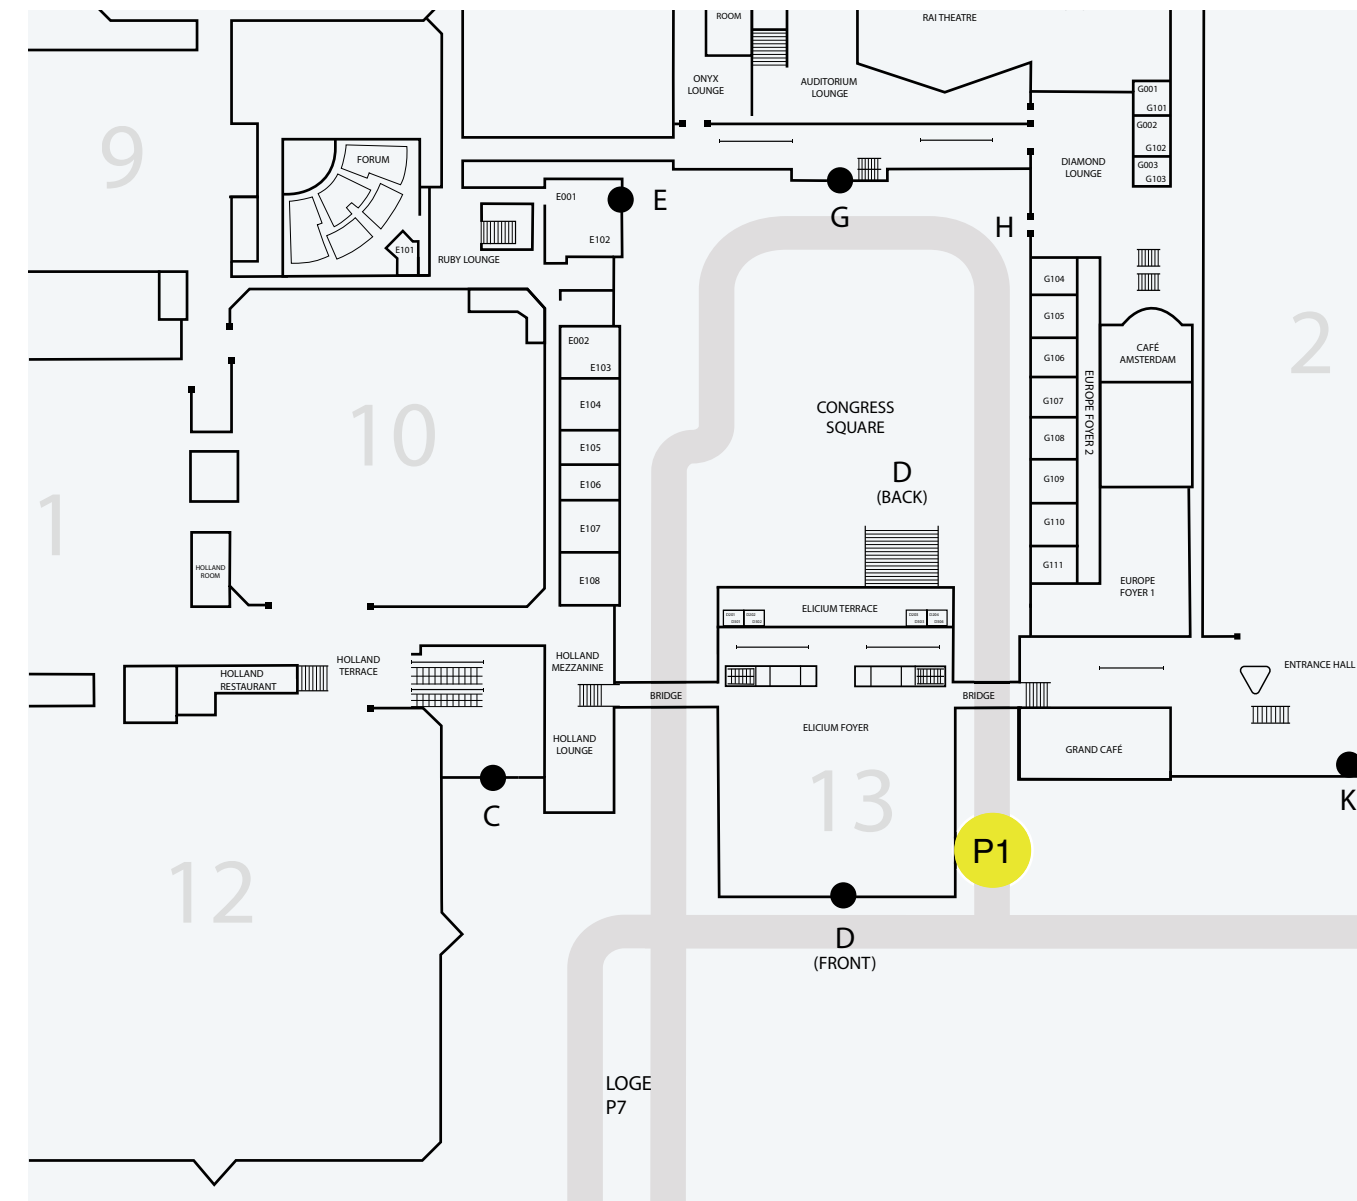 ROOM
RAI THEATRE
ONYX
LOUNGE
AUDITORIUM
LOUNGE
G001
G101
G002
G102
G003
G103
DIAMOND
LOUNGE
9
FORUM
E001
E
E102
E101
RUBY LOUNGE
G
H
G104
G105
G106
G107
G108
G109
G110
G111
EUROPE FOYER 2
CAFÉ
AMSTERDAM
2
E002
E103
E104
E105
E106
E107
E108
10
1
CONGRESS
SQUARE
D
(BACK)
HOLLAND
ROOM
EUROPE
FOYER 1
ELICIUM TERRACE
HOLLAND
TERRACE
HOLLAND
RESTAURANT
HOLLAND
MEZZANINE
BRIDGE
BRIDGE
ENTRANCE HALL
ELICIUM FOYER
HOLLAND
LOUNGE
GRAND CAFÉ
13
C
K
P1
12
D
(FRONT)
LOGE
P7